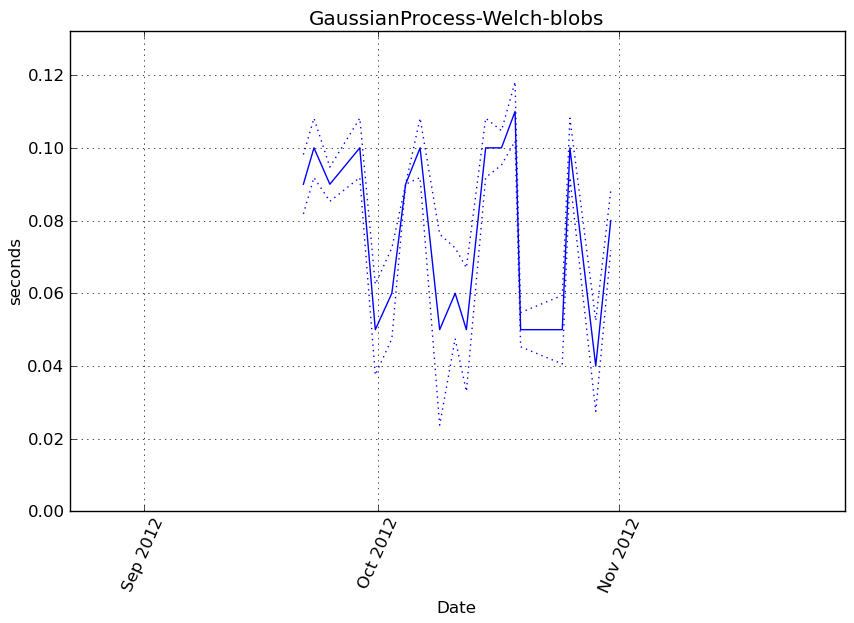 GaussianProcess-Welch-blobs
0.12
0.10
0.08
0.06
0.04
0.02
0.00
seconds
Sep 2012
Oct 2012
Nov 2012
Date